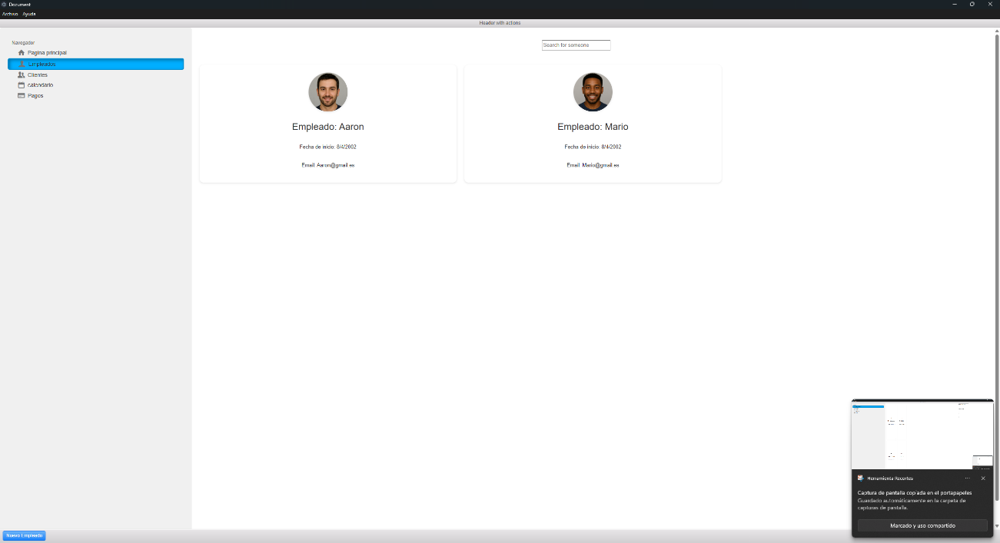 Document
Archivo Ayuda
Header with actions
Navegador
Pagina principal
Empleados
Clientes
calendario
Pagos
Search for someone
Empleado: Aaron
Fecha de inicio: 8/4/2002
Email: Aaron@gmail.es
Empleado: Mario
Fecha de inicio: 8/4/2002
Email: Mario@gmail.es
Herramienta Recortes
Captura de pantalla copiada en el portapapeles
Guardado automáticamente en la carpeta de
capturas de pantalla.
Marcado y uso compartido
Nuevo Empleado